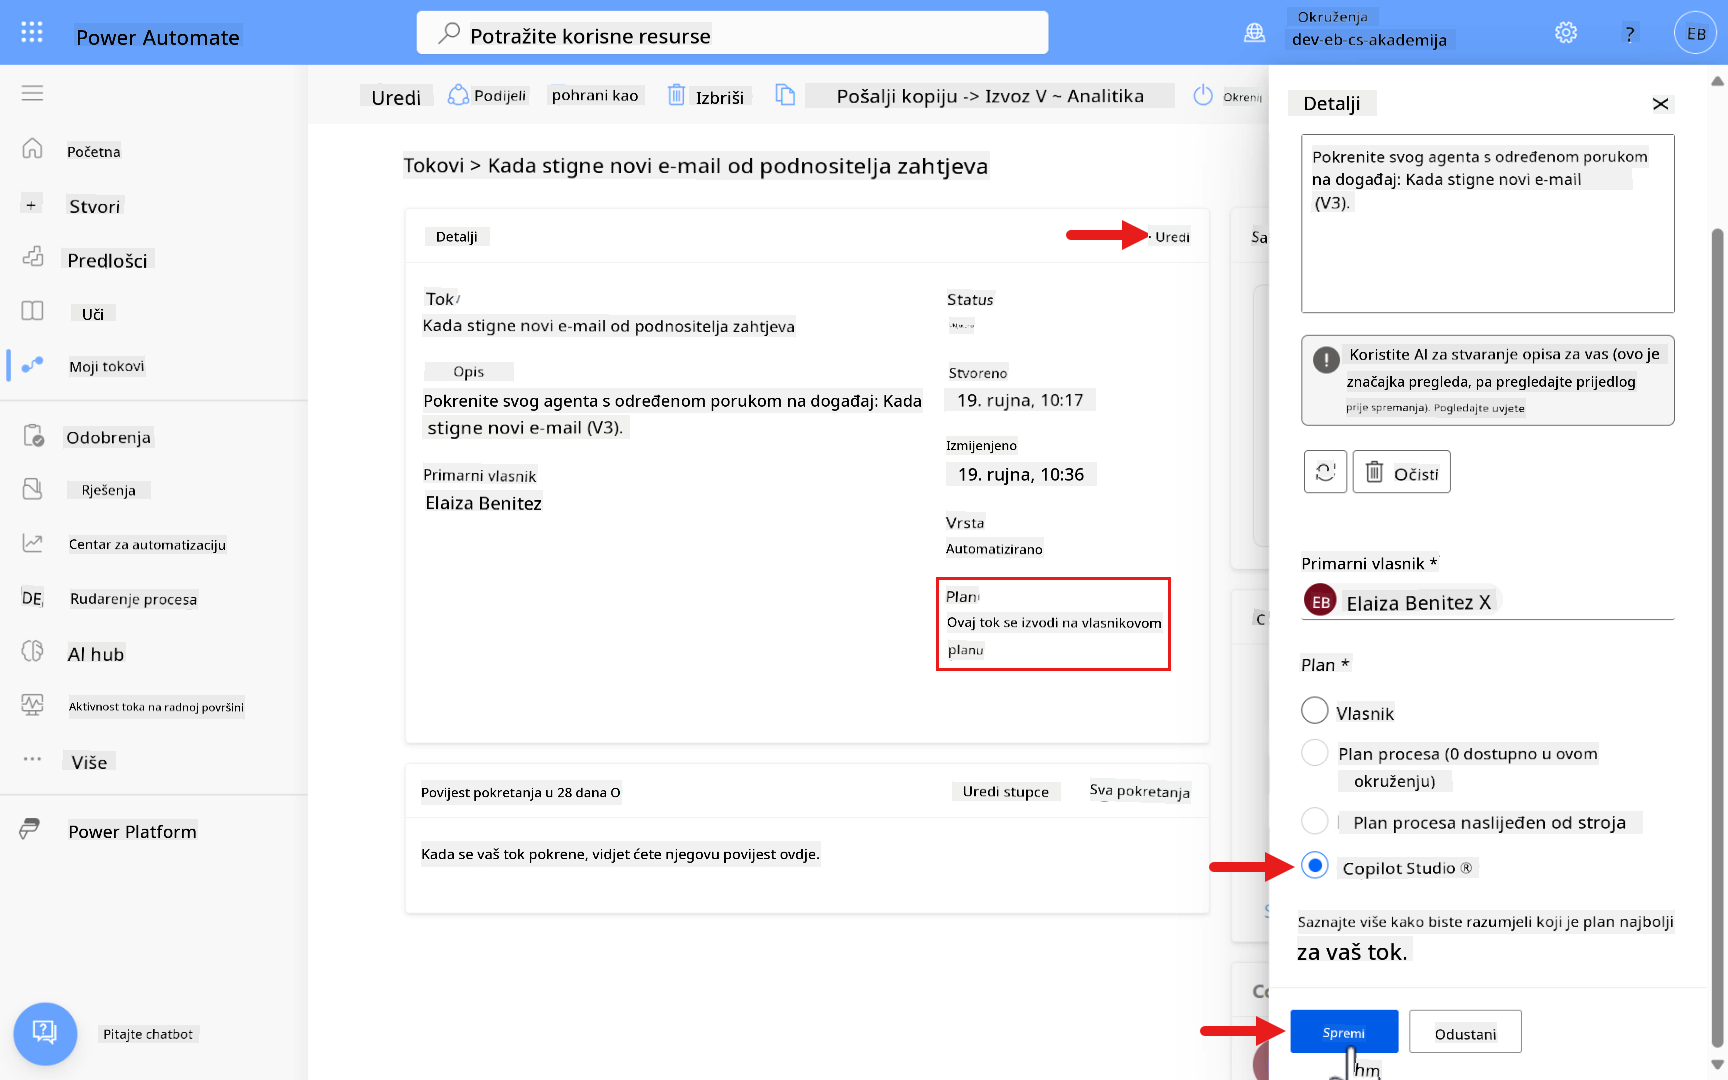 Power Automate
Potražite korisne resurse
Okruženja
dev-eb-cs-akademija
?
EB
Uredi
Podijeli
pohrani kao
Izbriši
Pošalji kopiju -> Izvoz V ~ Analitika
Početna
+ Stvori
Predlošci
Uči
Moji tokovi
Odobrenja
Rješenja
Centar za automatizaciju
DE Rudarenje procesa
AI hub
Aktivnost toka na radnoj površini
Više
Power Platform
Pitajte chatbot
Tokovi > Kada stigne novi e-mail od podnositelja zahtjeva
Detalji
Uredi
Tok
Kada stigne novi e-mail od podnositelja zahtjeva
Opis
Pokrenite svog agenta s određenom porukom na događaj: Kada
stigne novi e-mail (V3).
Primarni vlasnik
Elaiza Benitez
Status
Stvoreno
19. rujna, 10:17
Izmijenjeno
19. rujna, 10:36
Vrsta
Automatizirano
Plan
Ovaj tok se izvodi na vlasnikovom
planu
Povijest pokretanja u 28 dana O
Uredi stupce
Sva pokretanja
Kada se vaš tok pokrene, vidjet ćete njegovu povijest ovdje.
Sa
C
Co
Detalji
Pokrenite svog agenta s određenom porukom
na događaj: Kada stigne novi e-mail
(V3).
Koristite AI za stvaranje opisa za vas (ovo je
značajka pregleda, pa pregledajte prijedlog
prije spremanja). Pogledajte uvjete
Očisti
Primarni vlasnik *
EB Elaiza Benitez X
Plan *
Vlasnik
Plan procesa (0 dostupno u ovom
okruženju)
Plan procesa naslijeđen od stroja
Copilot Studio ®
Saznajte više kako biste razumjeli koji je plan najbolji
za vaš tok.
Spremi
Odustani
hm